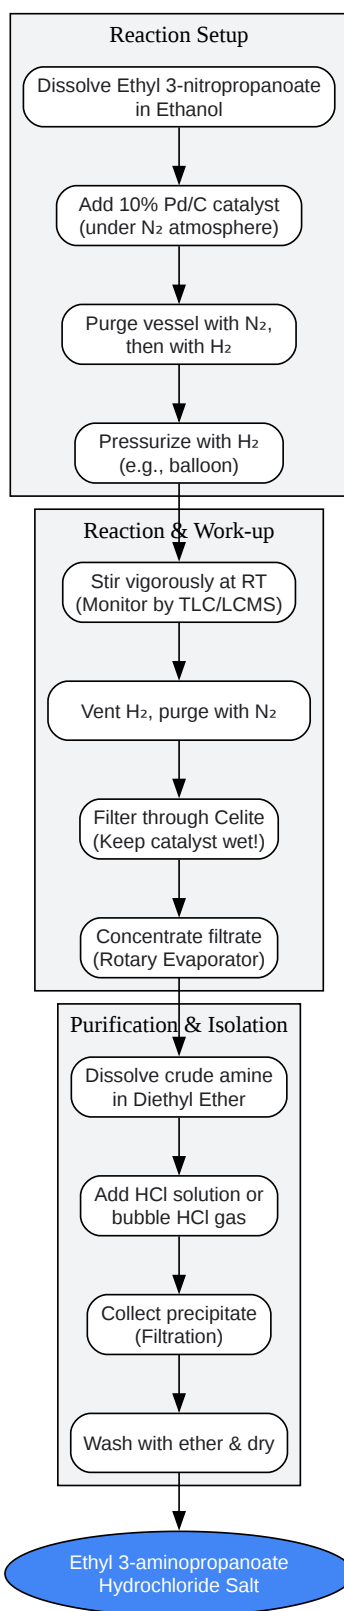 Reaction Setup
Dissolve Ethyl 3-nitropropanoate
in Ethanol
Add 10% Pd/C catalyst
(under N₂ atmosphere)
Purge vessel with N₂,
then with H₂
Pressurize with H₂
(e.g., balloon)
Reaction & Work-up
Stir vigorously at RT
(Monitor by TLC/LCMS)
Vent H₂, purge with N₂
Filter through Celite
(Keep catalyst wet!)
Concentrate filtrate
(Rotary Evaporator)
Purification & Isolation
Dissolve crude amine
in Diethyl Ether
Add HCl solution or
bubble HCl gas
Collect precipitate
(Filtration)
Wash with ether & dry
Ethyl 3-aminopropanoate
Hydrochloride Salt